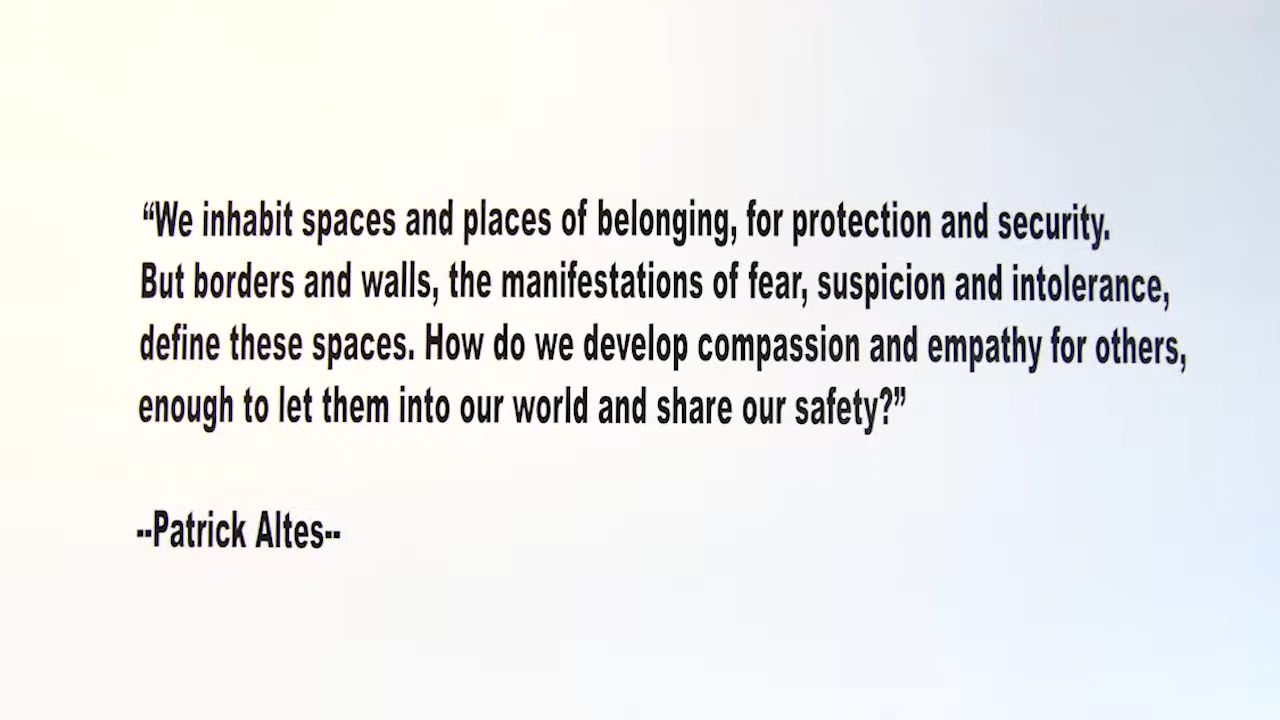 “We inhabit spaces and places of belonging, for protection and security.
But borders and walls, the manifestations of fear, suspicion and intolerance,
define these spaces. How do we develop compassion and empathy for others,
enough to let them into our world and share our safety?”
--Patrick Altes--